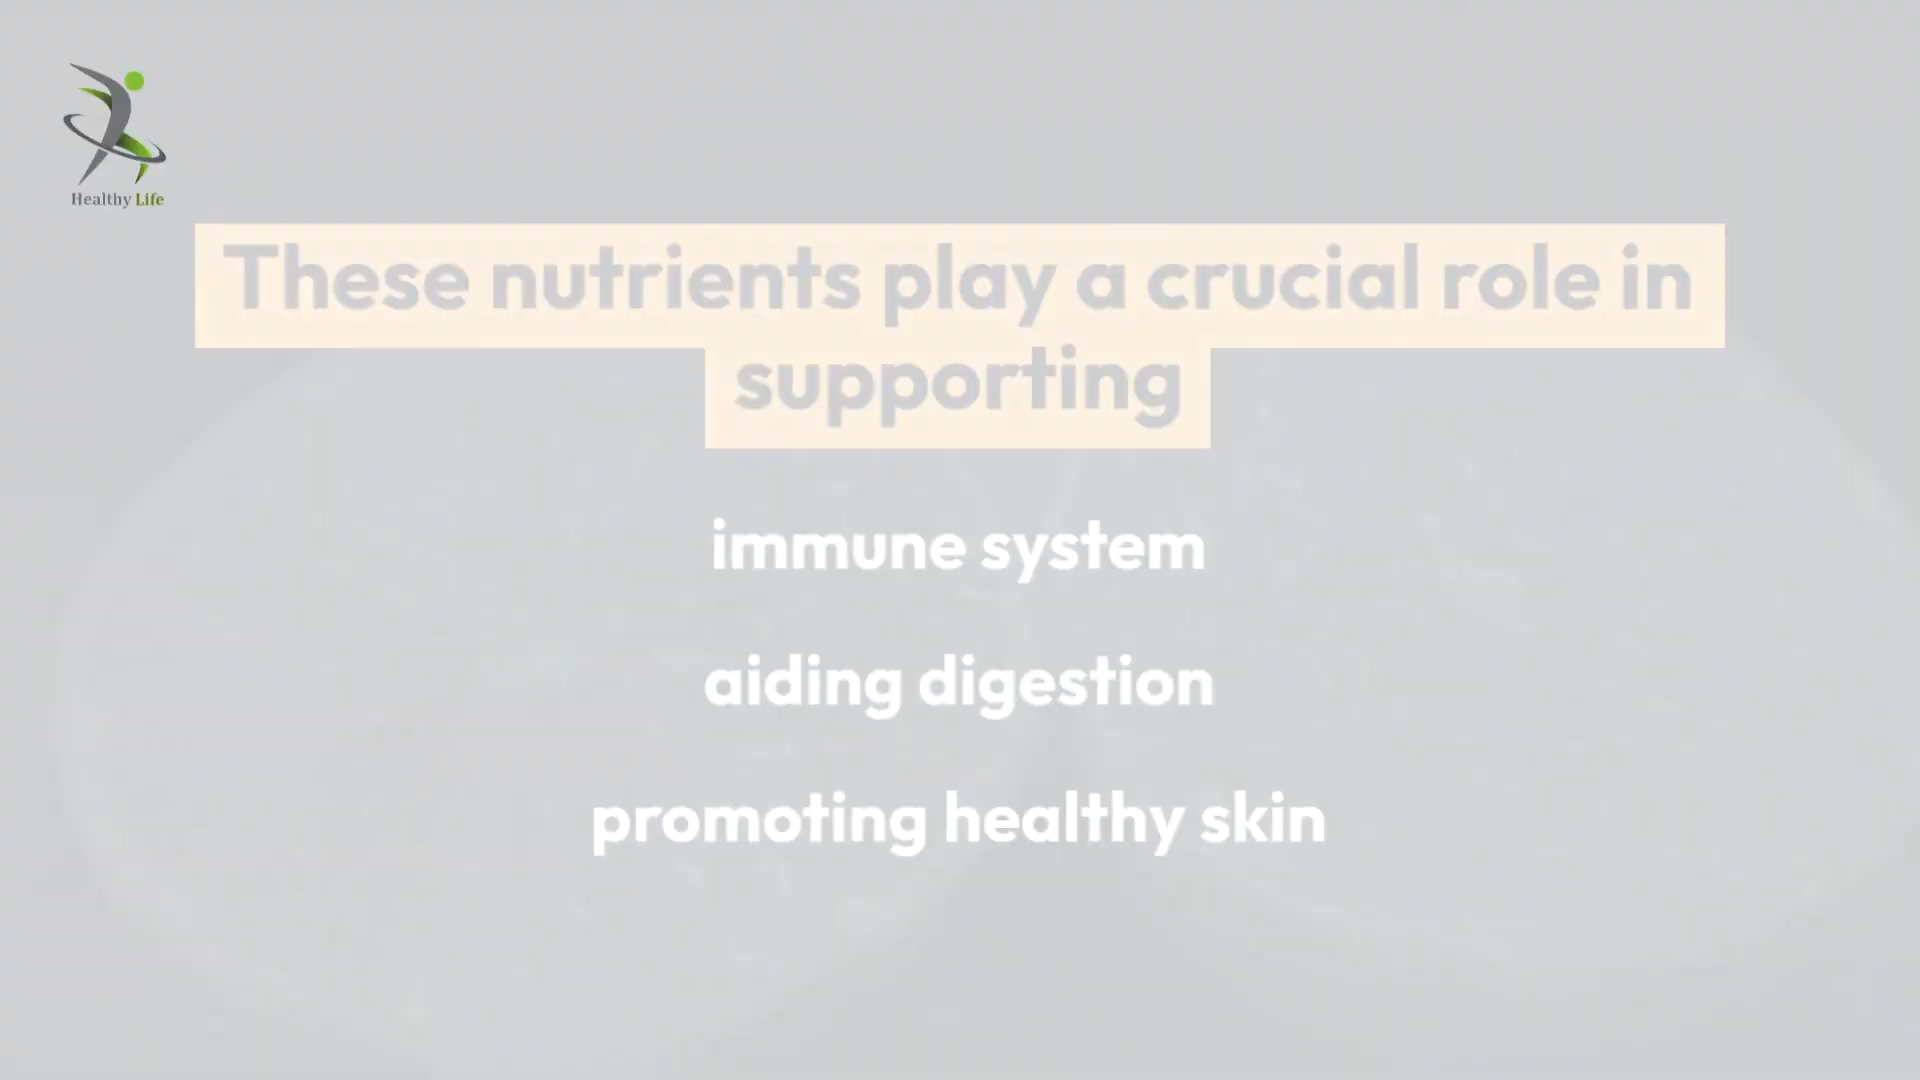 Healthy Life
These nutrients play a crucial role in
supporting
immune system
aiding digestion
promoting healthy skin